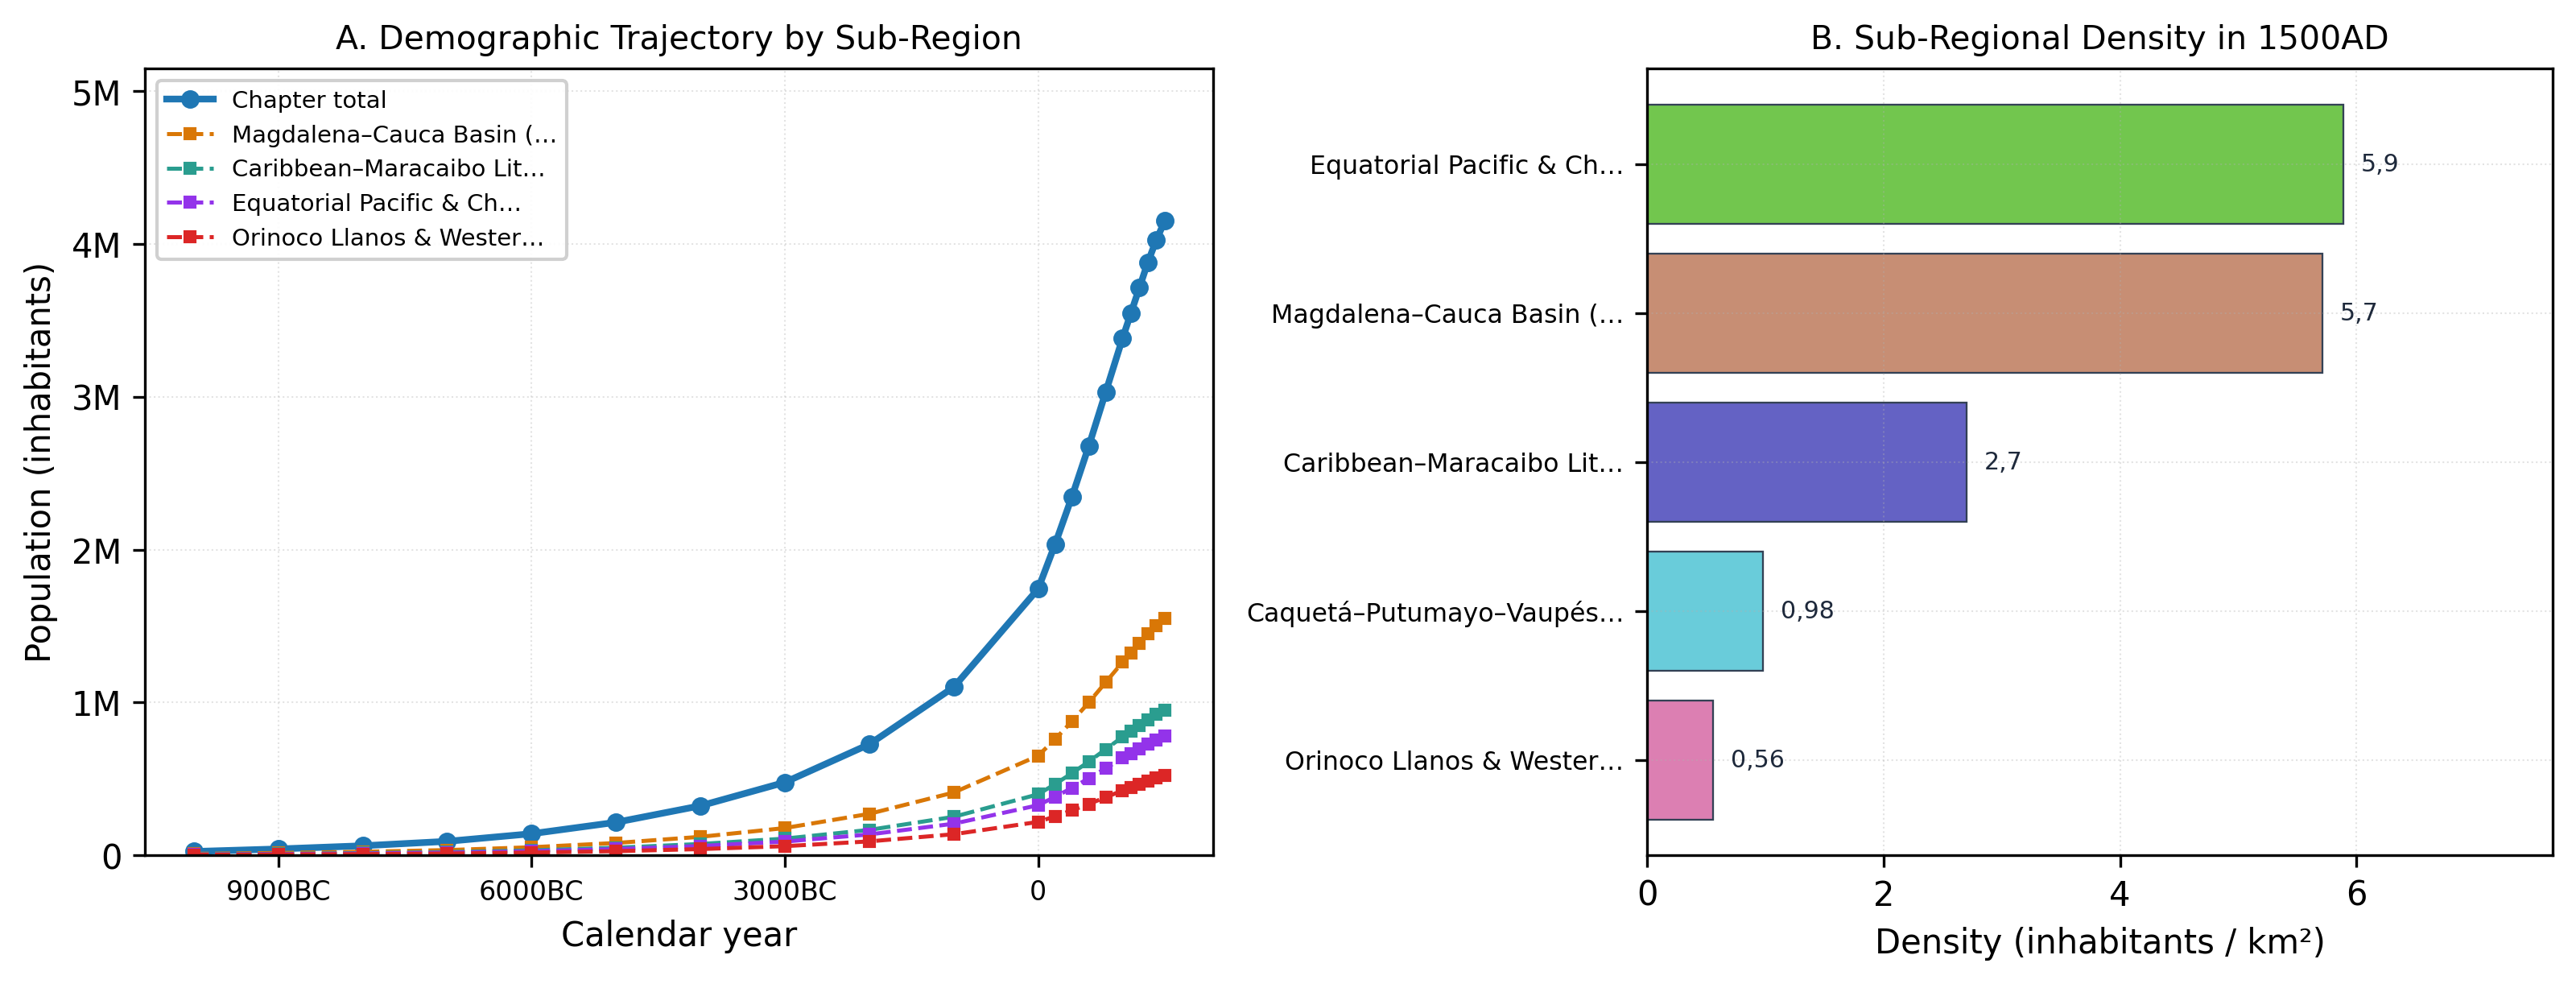 A. Demographic Trajectory by Sub-Region
5M
4M
3M
2M
1M
0
Population (inhabitants)
Chapter total
Magdalena–Cauca Basin (…
Caribbean–Maracaibo Lit…
Equatorial Pacific & Ch…
Orinoco Llanos & Wester…
9000BC
6000BC
3000BC
0
Calendar year
B. Sub-Regional Density in 1500AD
Equatorial Pacific & Ch…
5,9
Magdalena–Cauca Basin (…
5,7
Caribbean–Maracaibo Lit…
2,7
Caquetá–Putumayo–Vaupés…
0,98
Orinoco Llanos & Wester…
0,56
0
2
4
6
Density (inhabitants / km²)